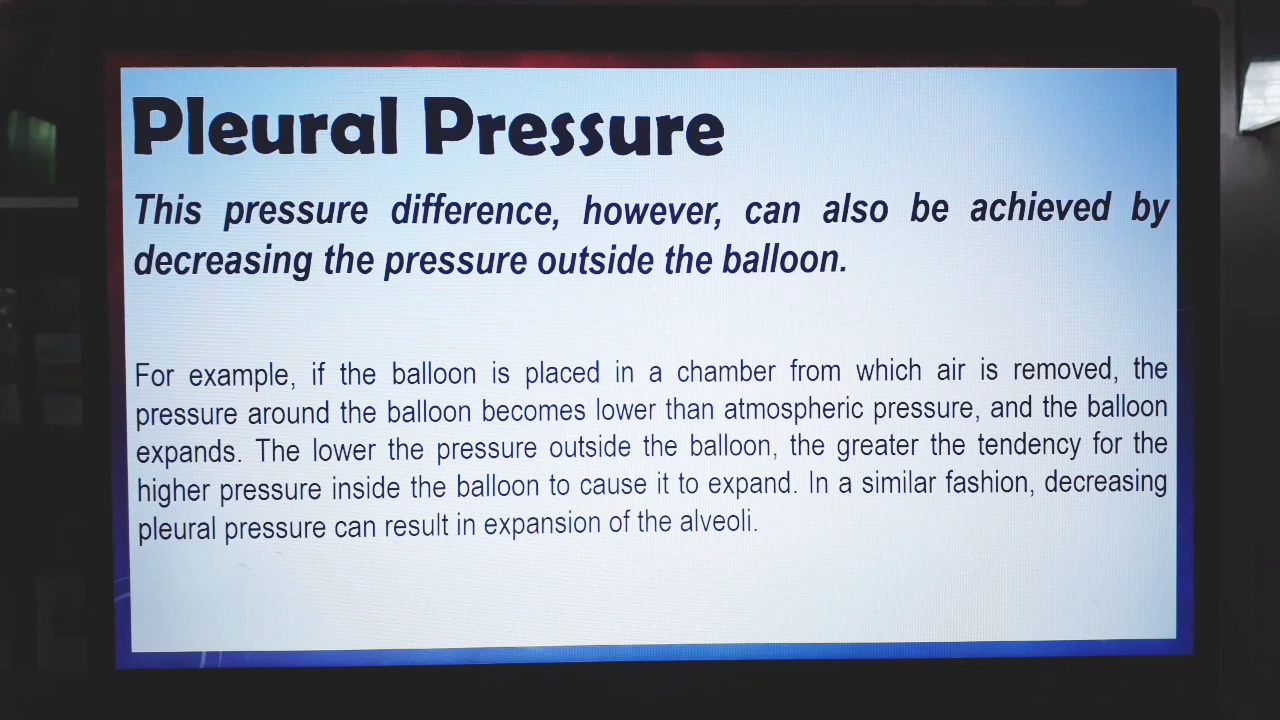 Pleural Pressure
This pressure difference, however, can also be achieved by
decreasing the pressure outside the balloon.
For example, if the balloon is placed in a chamber from which air is removed, the
pressure around the balloon becomes lower than atmospheric pressure, and the balloon
expands. The lower the pressure outside the balloon, the greater the tendency for the
higher pressure inside the balloon to cause it to expand. In a similar fashion, decreasing
pleural pressure can result in expansion of the alveoli.